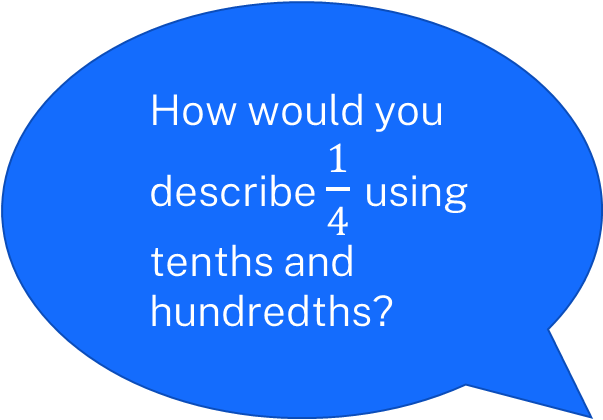 How would you
describe 1/4 using
tenths and
hundredths?